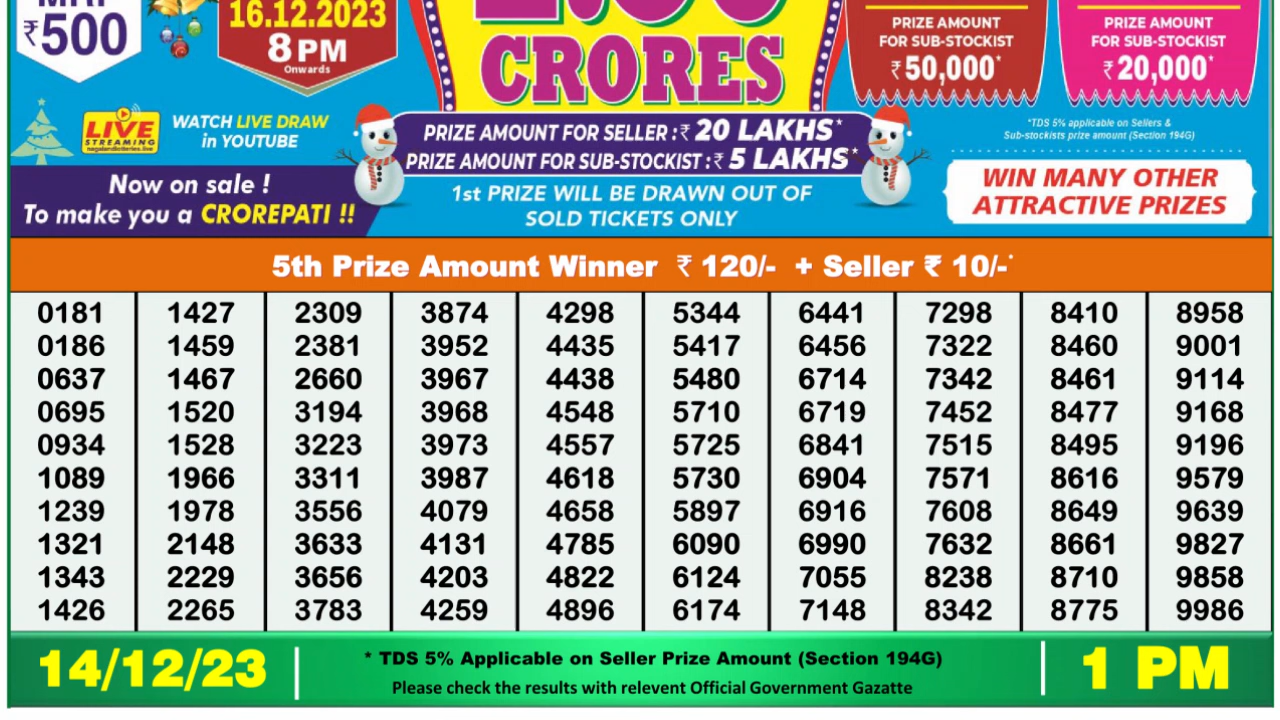 MRP
₹500
16.12.2023
8 PM
Onwards
CRORES
PRIZE AMOUNT
FOR SUB-STOCKIST
₹50,000*
PRIZE AMOUNT
FOR SUB-STOCKIST
₹20,000*
LIVE
STREAMING
nagalandlotteries.live
WATCH LIVE DRAW
in YOUTUBE
PRIZE AMOUNT FOR SELLER : ₹ 20 LAKHS*
PRIZE AMOUNT FOR SUB-STOCKIST : ₹ 5 LAKHS*
*TDS 5% applicable on Sellers &
Sub-stockists prize amount (Section 194G)
Now on sale !
To make you a CROREPATI !!
1st PRIZE WILL BE DRAWN OUT OF
SOLD TICKETS ONLY
WIN MANY OTHER
ATTRACTIVE PRIZES
5th Prize Amount Winner ₹ 120/- + Seller ₹ 10/-*
0181 1427 2309 3874 4298 5344 6441 7298 8410 8958
0186 1459 2381 3952 4435 5417 6456 7322 8460 9001
0637 1467 2660 3967 4438 5480 6714 7342 8461 9114
0695 1520 3194 3968 4548 5710 6719 7452 8477 9168
0934 1528 3223 3973 4557 5725 6841 7515 8495 9196
1089 1966 3311 3987 4618 5730 6904 7571 8616 9579
1239 1978 3556 4079 4658 5897 6916 7608 8649 9639
1321 2148 3633 4131 4785 6090 6990 7632 8661 9827
1343 2229 3656 4203 4822 6124 7055 8238 8710 9858
1426 2265 3783 4259 4896 6174 7148 8342 8775 9986
14/12/23
* TDS 5% Applicable on Seller Prize Amount (Section 194G)
Please check the results with relevent Official Government Gazatte
1 PM